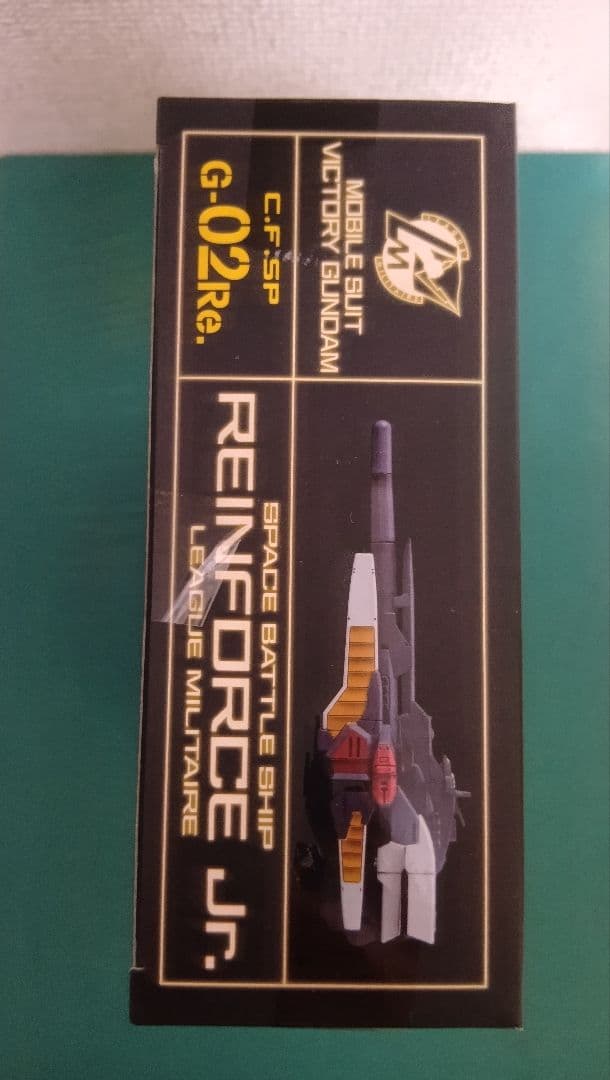 MOBILE SUIT
VICTORY GUNDAM
C.F.SP
G-02Re.
SPACE BATTLE SHIP
REINFORCE Jr.
LEAGUE MILITAIRE